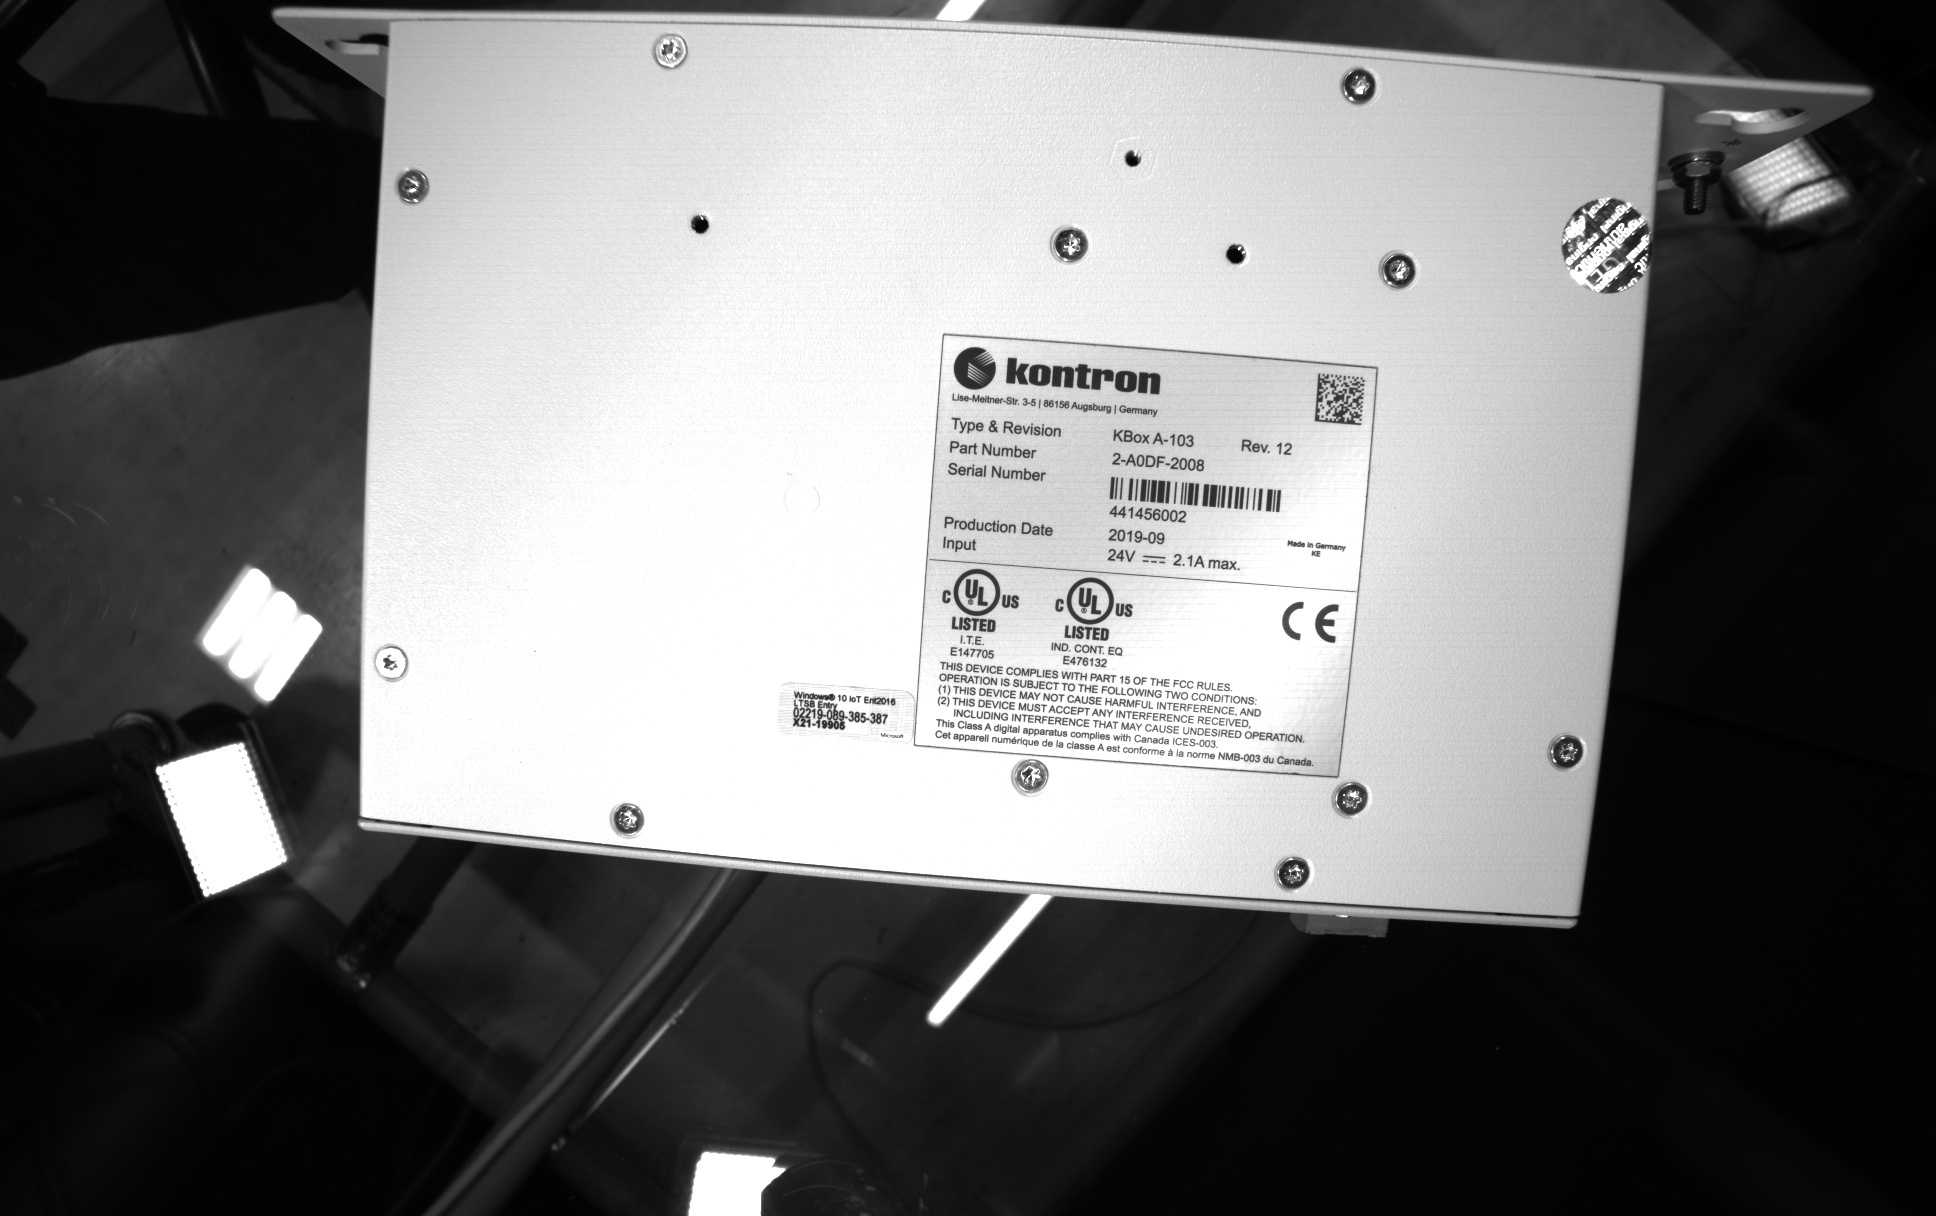 kontron
Lise-Meitner-Str. 3-5 | 86156 Augsburg | Germany
Type & Revision KBox A-103 Rev. 12
Part Number 2-A0DF-2008
Serial Number
441456002
Production Date 2019-09
Made in Germany
KE
Input 24V 2.1A max.
C UL ® US LISTED
I.T.E.
E147705
C UL ® US LISTED
IND. CONT. EQ
E476132
CE
THIS DEVICE COMPLIES WITH PART 15 OF THE FCC RULES.
OPERATION IS SUBJECT TO THE FOLLOWING TWO CONDITIONS:
(1) THIS DEVICE MAY NOT CAUSE HARMFUL INTERFERENCE, AND
(2) THIS DEVICE MUST ACCEPT ANY INTERFERENCE RECEIVED,
INCLUDING INTERFERENCE THAT MAY CAUSE UNDESIRED OPERATION.
This Class A digital apparatus complies with Canada ICES-003.
Cet appareil numérique de la classe A est conforme à la norme NMB-003 du Canada.
Windows® 10 IoT Ent2016
LTSB Entry
02219-089-385-387
X21-19905
Microsoft